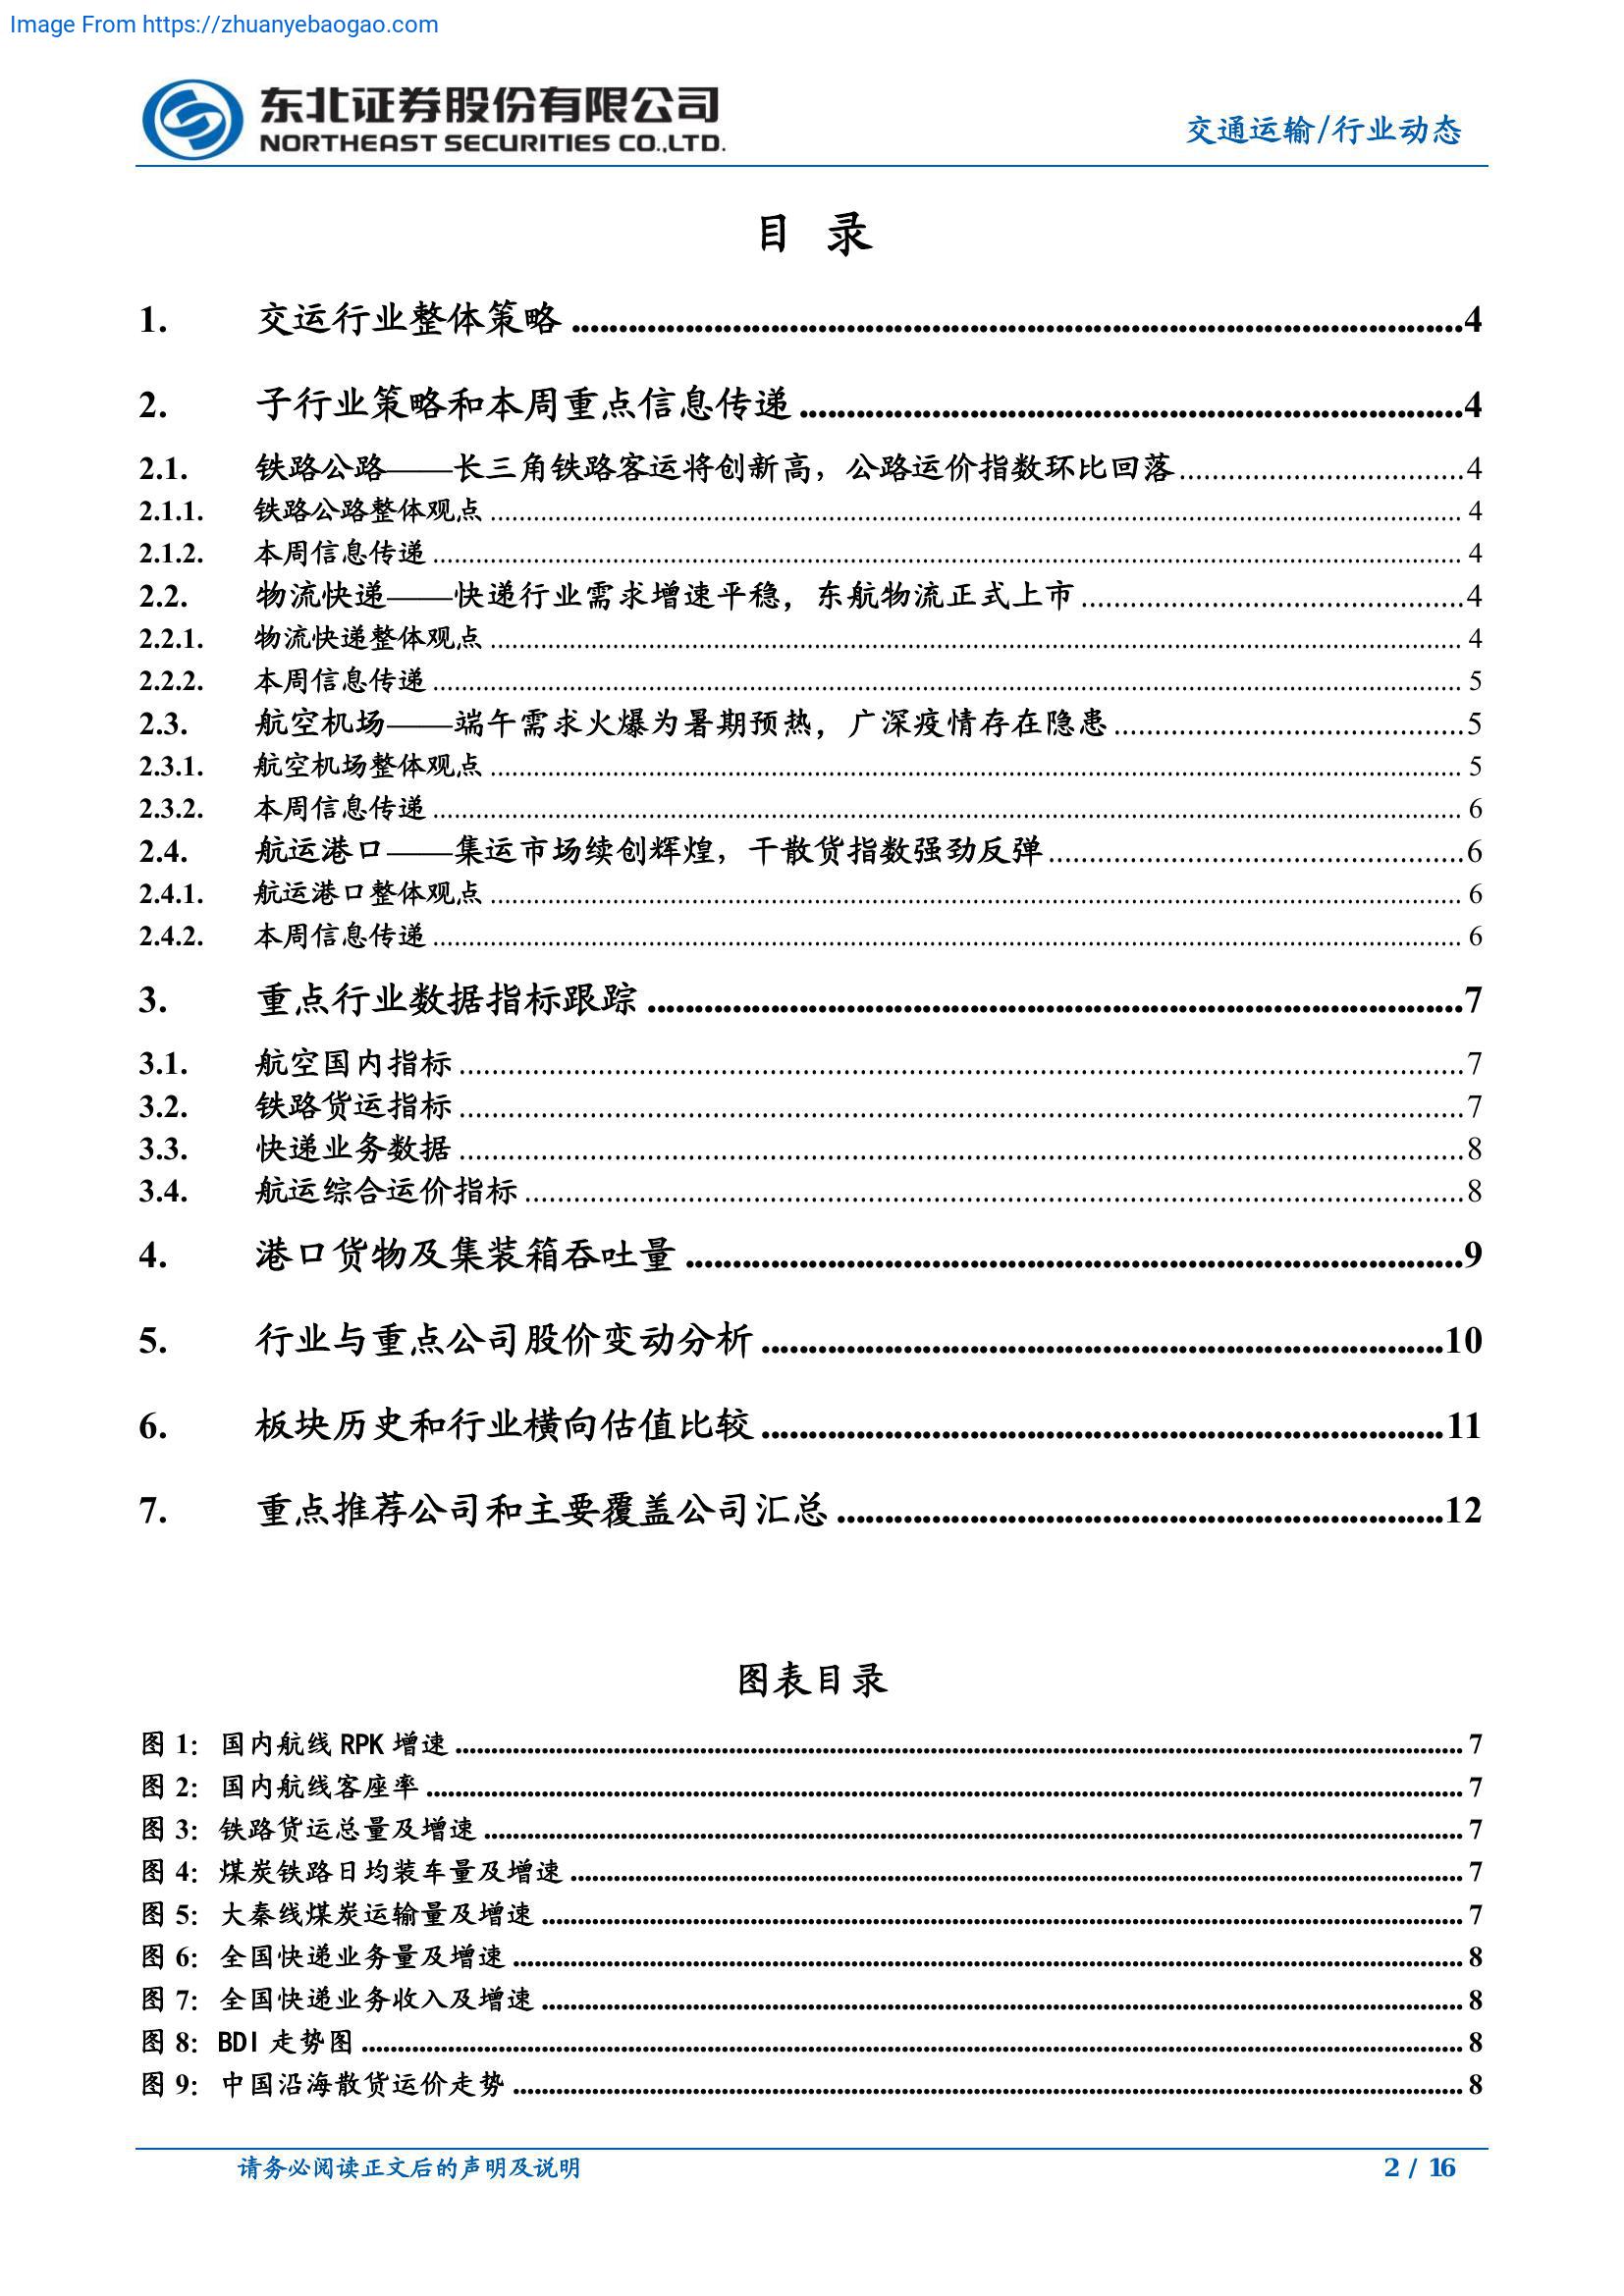 Image From https://zhuanyebaogao.com
东北证券股份有限公司
NORTHEAST SECURITIES CO.,LTD.
交通运输/行业动态
目 录
1. 交运行业整体策略 4
2. 子行业策略和本周重点信息传递 4
2.1. 铁路公路——长三角铁路客运将创新高，公路运价指数环比回落 4
2.1.1. 铁路公路整体观点 4
2.1.2. 本周信息传递 4
2.2. 物流快递——快递行业需求增速平稳，东航物流正式上市 4
2.2.1. 物流快递整体观点 4
2.2.2. 本周信息传递 5
2.3. 航空机场——端午需求火爆为暑期预热，广深疫情存在隐患 5
2.3.1. 航空机场整体观点 5
2.3.2. 本周信息传递 6
2.4. 航运港口——集运市场续创辉煌，干散货指数强劲反弹 6
2.4.1. 航运港口整体观点 6
2.4.2. 本周信息传递 6
3. 重点行业数据指标跟踪 7
3.1. 航空国内指标 7
3.2. 铁路货运指标 7
3.3. 快递业务数据 8
3.4. 航运综合运价指标 8
4. 港口货物及集装箱吞吐量 9
5. 行业与重点公司股价变动分析 10
6. 板块历史和行业横向估值比较 11
7. 重点推荐公司和主要覆盖公司汇总 12
图表目录
图 1：国内航线 RPK 增速 7
图 2：国内航线客座率 7
图 3：铁路货运总量及增速 7
图 4：煤炭铁路日均装车量及增速 7
图 5：大秦线煤炭运输量及增速 7
图 6：全国快递业务量及增速 8
图 7：全国快递业务收入及增速 8
图 8：BDI 走势图 8
图 9：中国沿海散货运价走势 8
请务必阅读正文后的声明及说明
2 / 16